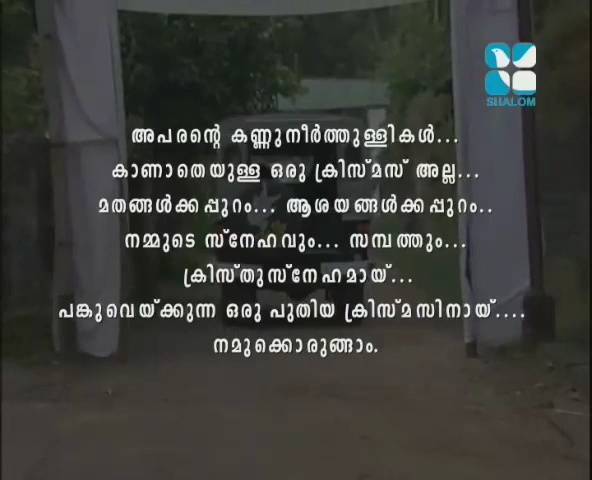 SHALOM
അപരന്റെ കണ്ണുനീർത്തുള്ളികൾ...
കാണാതെയുള്ള ഒരു ക്രിസ്മസ് അല്ല...
മതങ്ങൾക്കപ്പുറം... ആശയങ്ങൾക്കപ്പുറം..
നമ്മുടെ സ്നേഹവും... സമ്പത്തും...
ക്രിസ്തുസ്നേഹമായ്...
പങ്കുവെയ്ക്കുന്ന ഒരു പുതിയ ക്രിസ്മസിനായ്....
നമുക്കൊരുങ്ങാം.